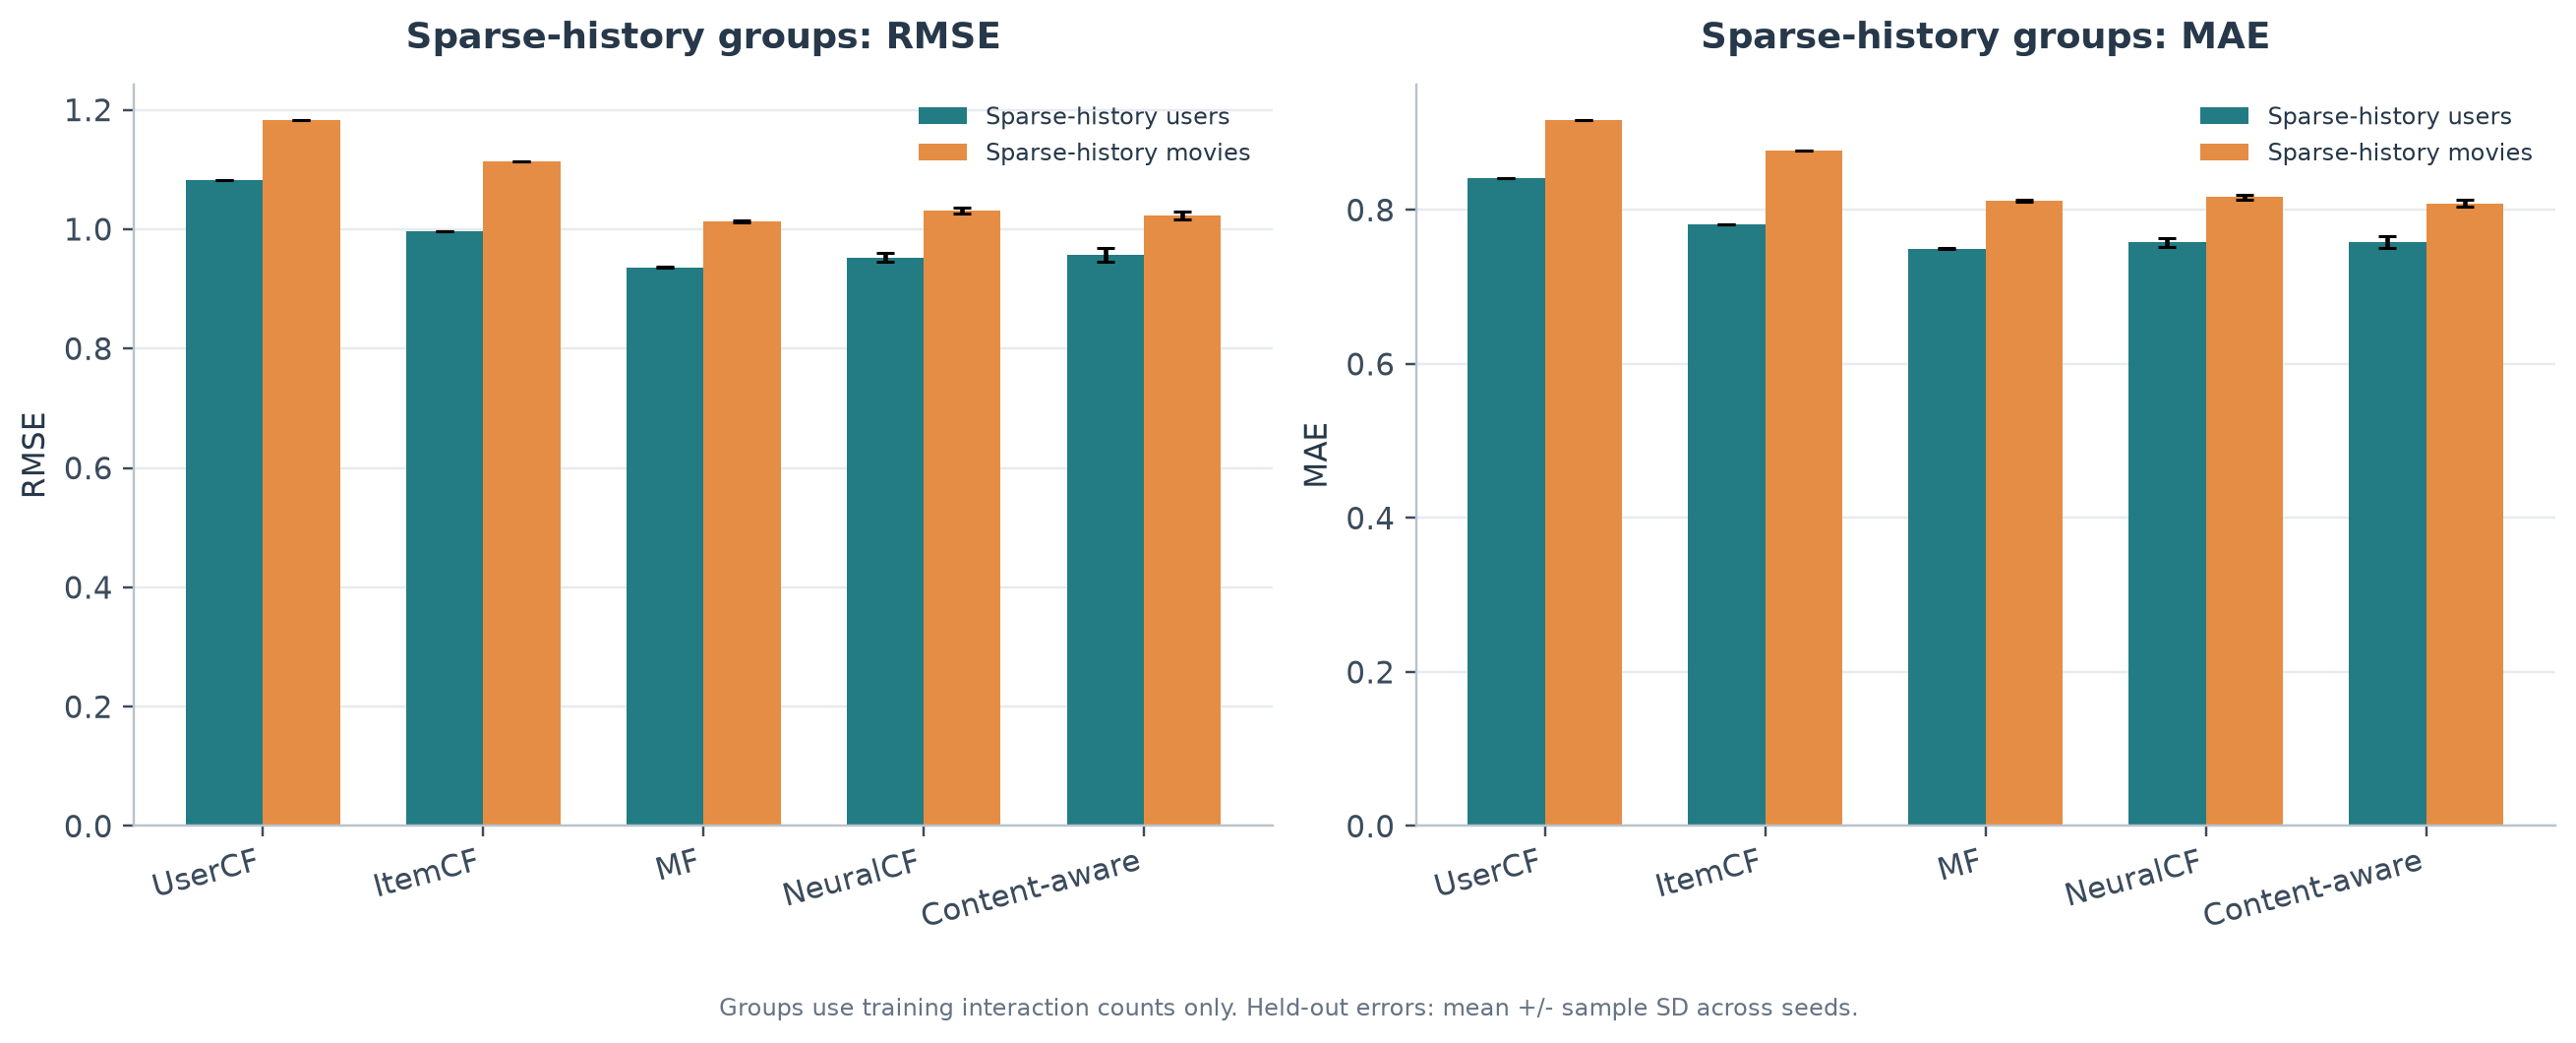 Sparse-history groups: RMSE
Sparse-history users
Sparse-history movies
RMSE
1.2
1.0
0.8
0.6
0.4
0.2
0.0
UserCF
ItemCF
MF
NeuralCF
Content-aware
Sparse-history groups: MAE
Sparse-history users
Sparse-history movies
MAE
0.8
0.6
0.4
0.2
0.0
UserCF
ItemCF
MF
NeuralCF
Content-aware
Groups use training interaction counts only. Held-out errors: mean +/- sample SD across seeds.